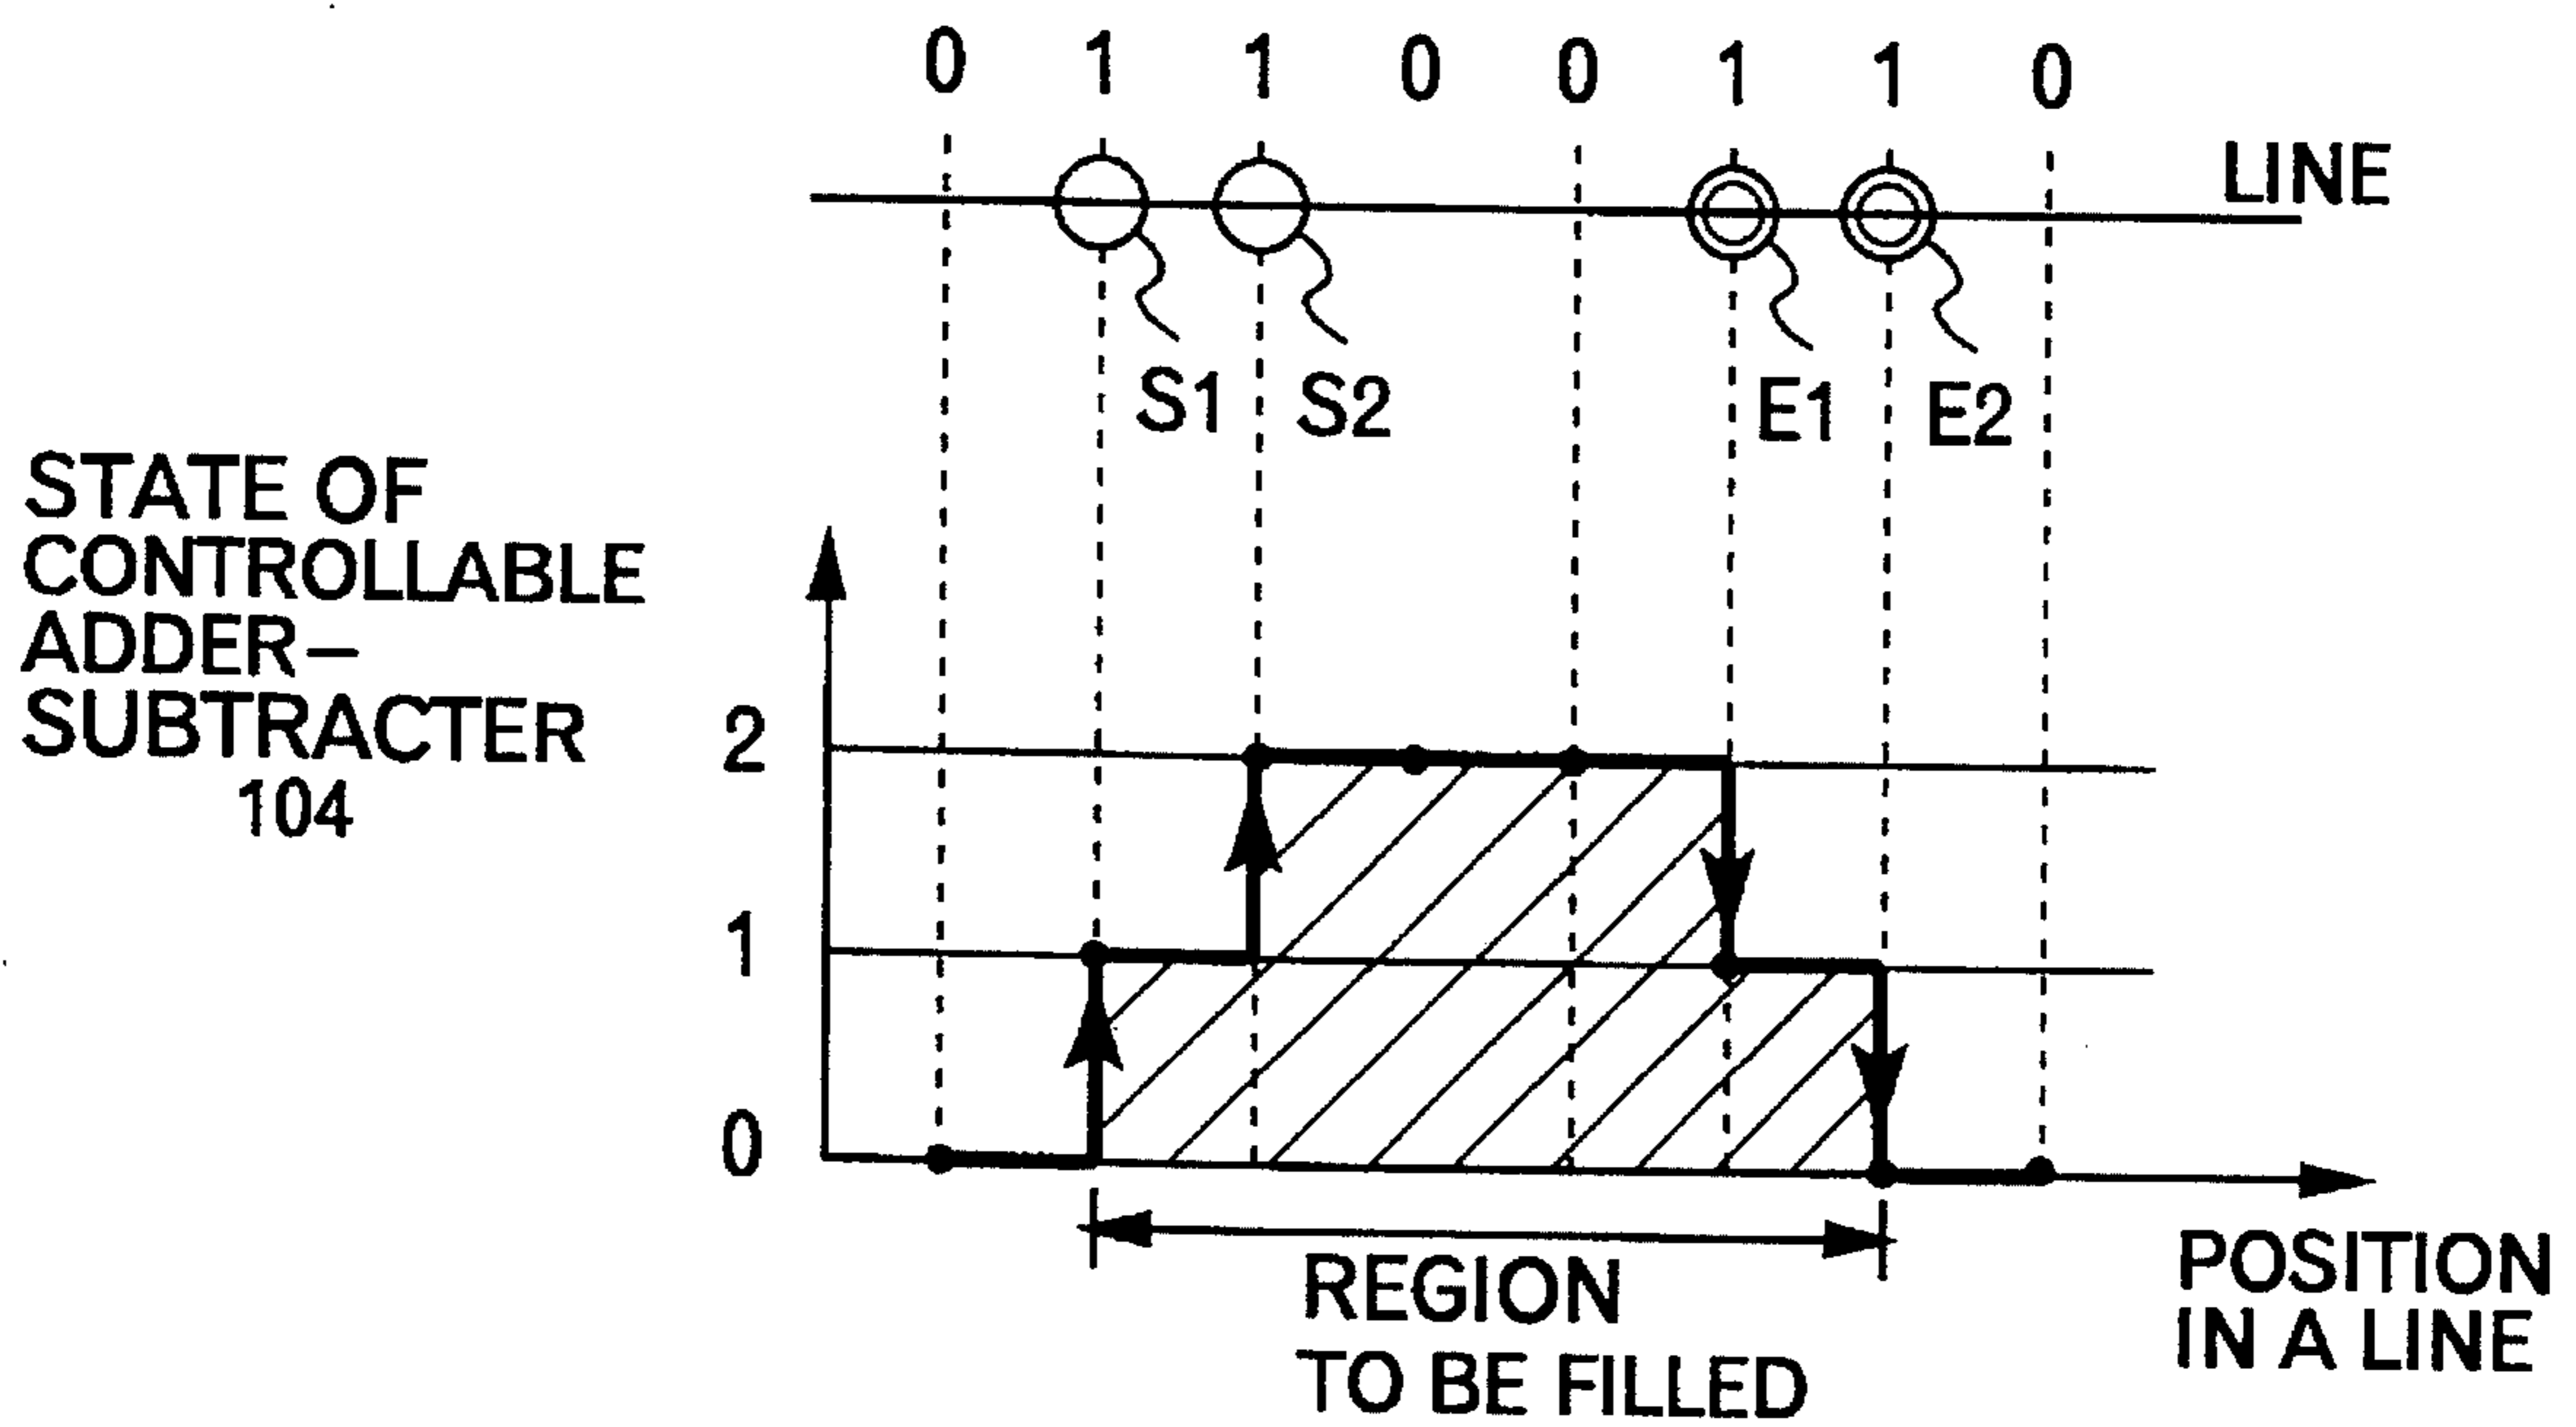 0 1 1 0 0 1 1 0
LINE
S1 S2 E1 E2
STATE OF
CONTROLLABLE
ADDER–
SUBTRACTER
104
2
1
0
REGION
TO BE FILLED
POSITION
IN A LINE